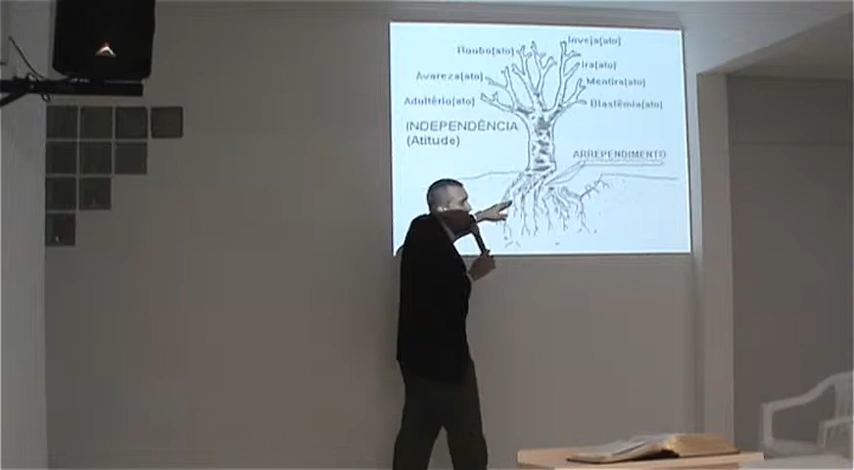 Inveja(ato)
Roubo(ato)
Ira(ato)
Avareza(ato)
Mentira(ato)
Adultério(ato)
Blasfêmia(ato)
INDEPENDÊNCIA
(Atitude)
ARREPENDIMENTO